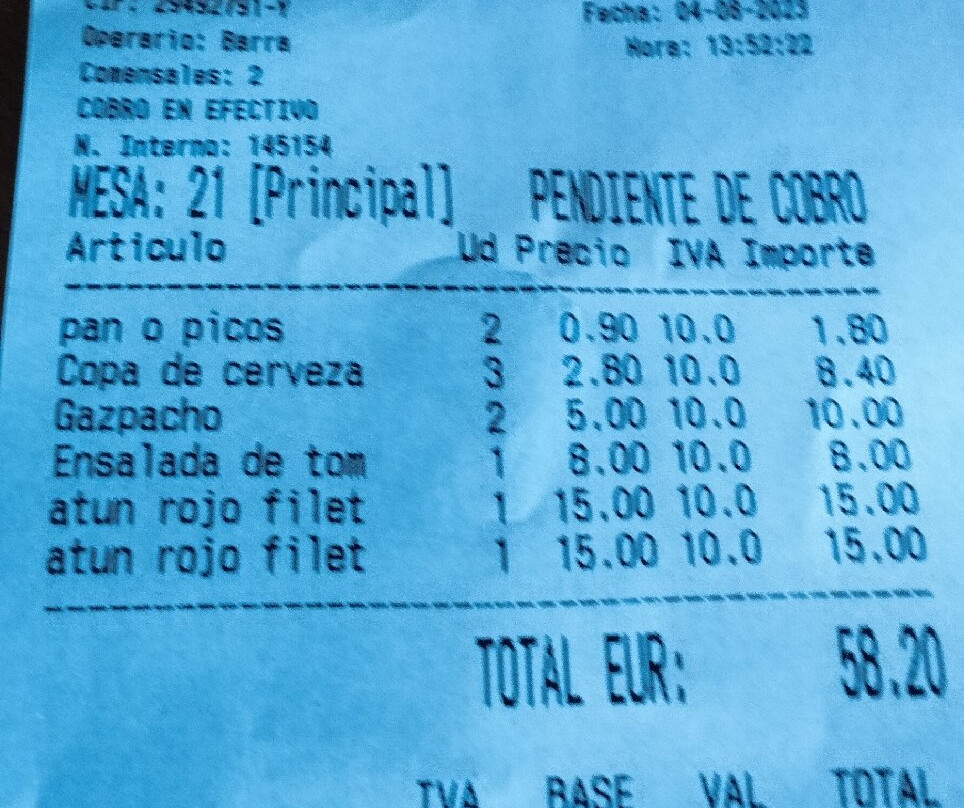 Operario: Barra
Comensales: 2
COBRO EN EFECTIVO
N. Interno: 145154
Fecha: 04-08-2023
Hora: 13:52:22
MESA: 21 [Principal] PENDIENTE DE COBRO
Articulo Ud Precio IVA Importe
pan o picos 2 0.90 10.0 1.80
Copa de cerveza 3 2.80 10.0 8.40
Gazpacho 2 5.00 10.0 10.00
Ensalada de tom 1 8.00 10.0 8.00
atun rojo filet 1 15.00 10.0 15.00
atun rojo filet 1 15.00 10.0 15.00
TOTAL EUR: 58.20
IVA BASE VAL TOTAL